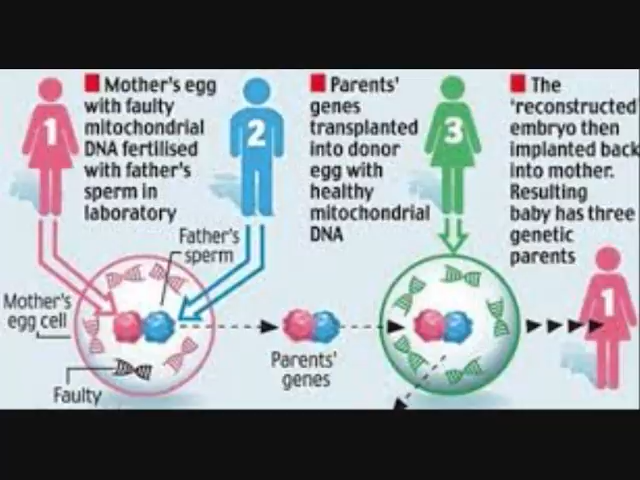 Mother's egg
with faulty
mitochondrial
DNA fertilised
with father's
sperm in
laboratory
Parents'
genes
transplanted
into donor
egg with
healthy
mitochondrial
DNA
The
'reconstructed
embryo then
implanted back
into mother.
Resulting
baby has three
genetic
parents
1
2
3
Father's
sperm
Mother's
egg cell
Parents'
genes
1
Faulty